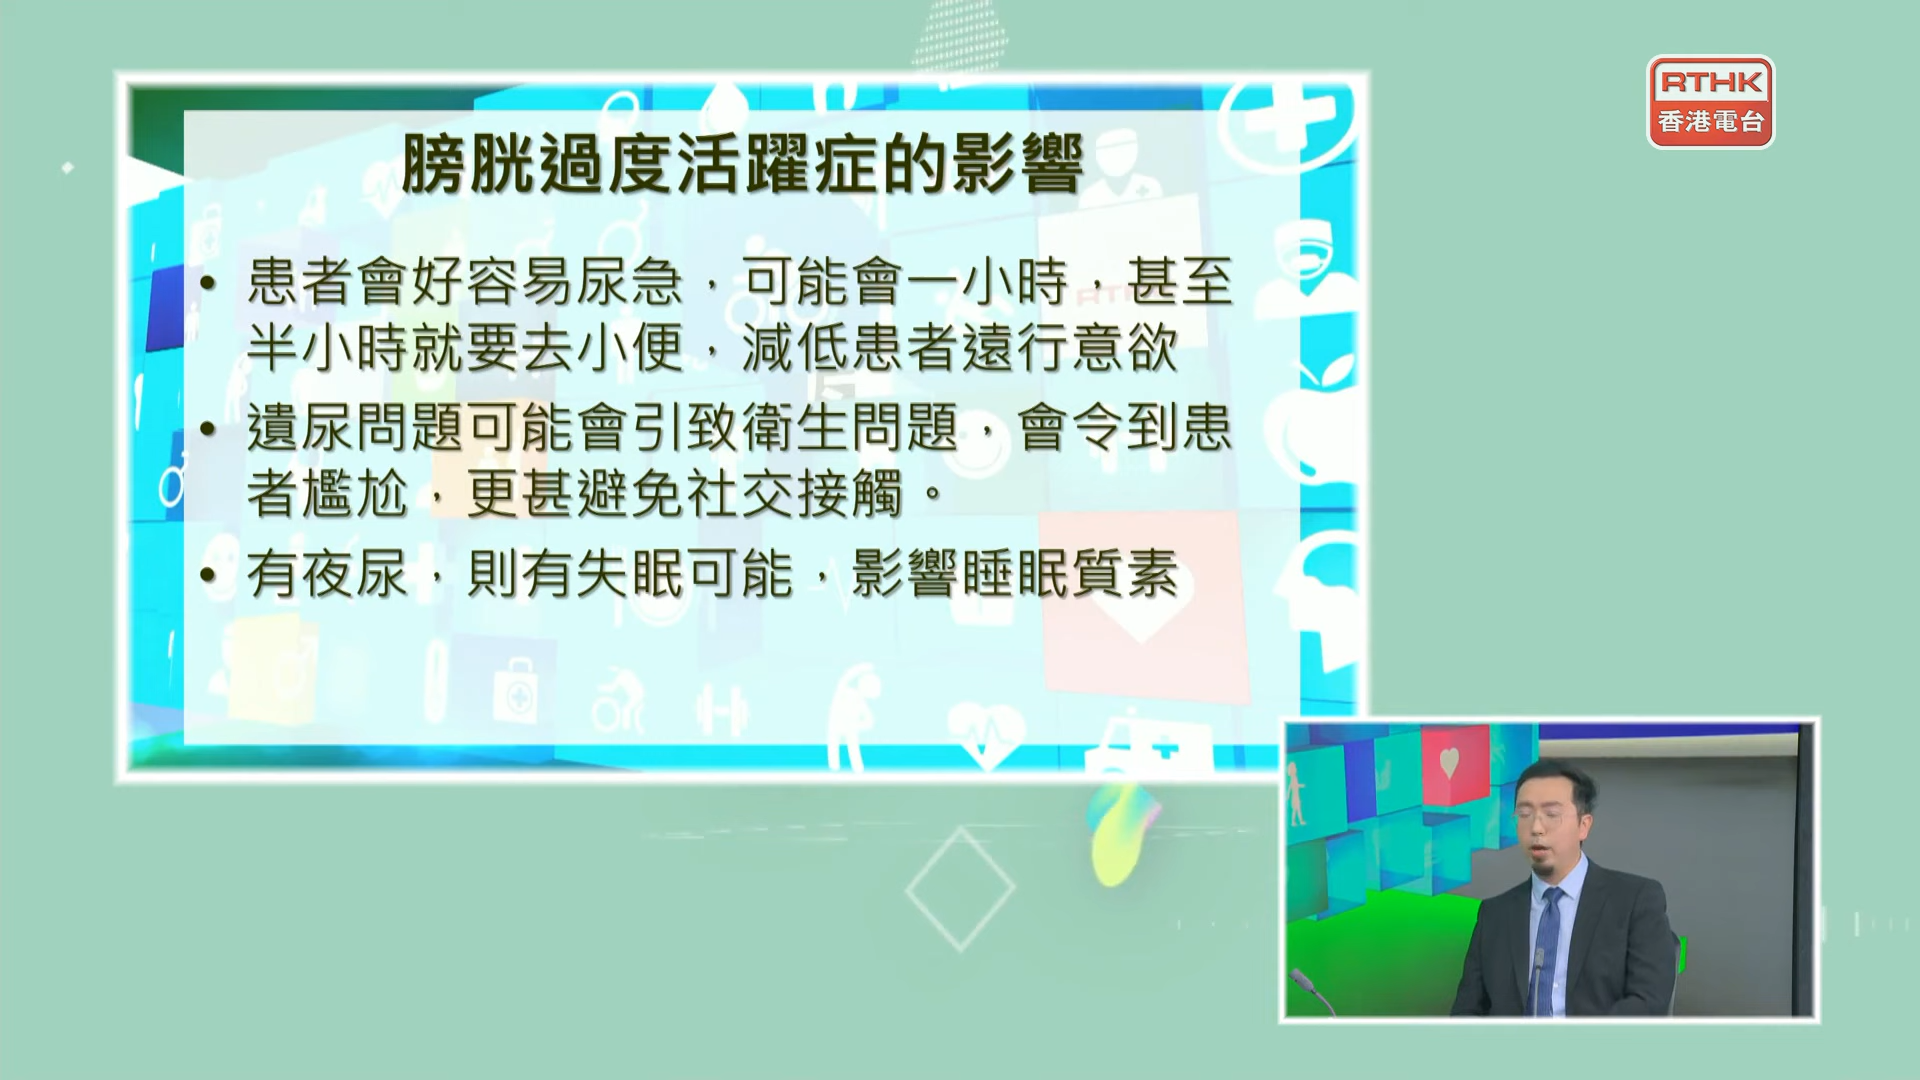 膀胱過度活躍症的影響
• 患者會好容易尿急，可能會一小時，甚至
半小時就要去小便，減低患者遠行意欲
• 遺尿問題可能會引致衛生問題，會令到患
者尷尬，更甚避免社交接觸。
• 有夜尿，則有失眠可能，影響睡眠質素
RTHK
香港電台